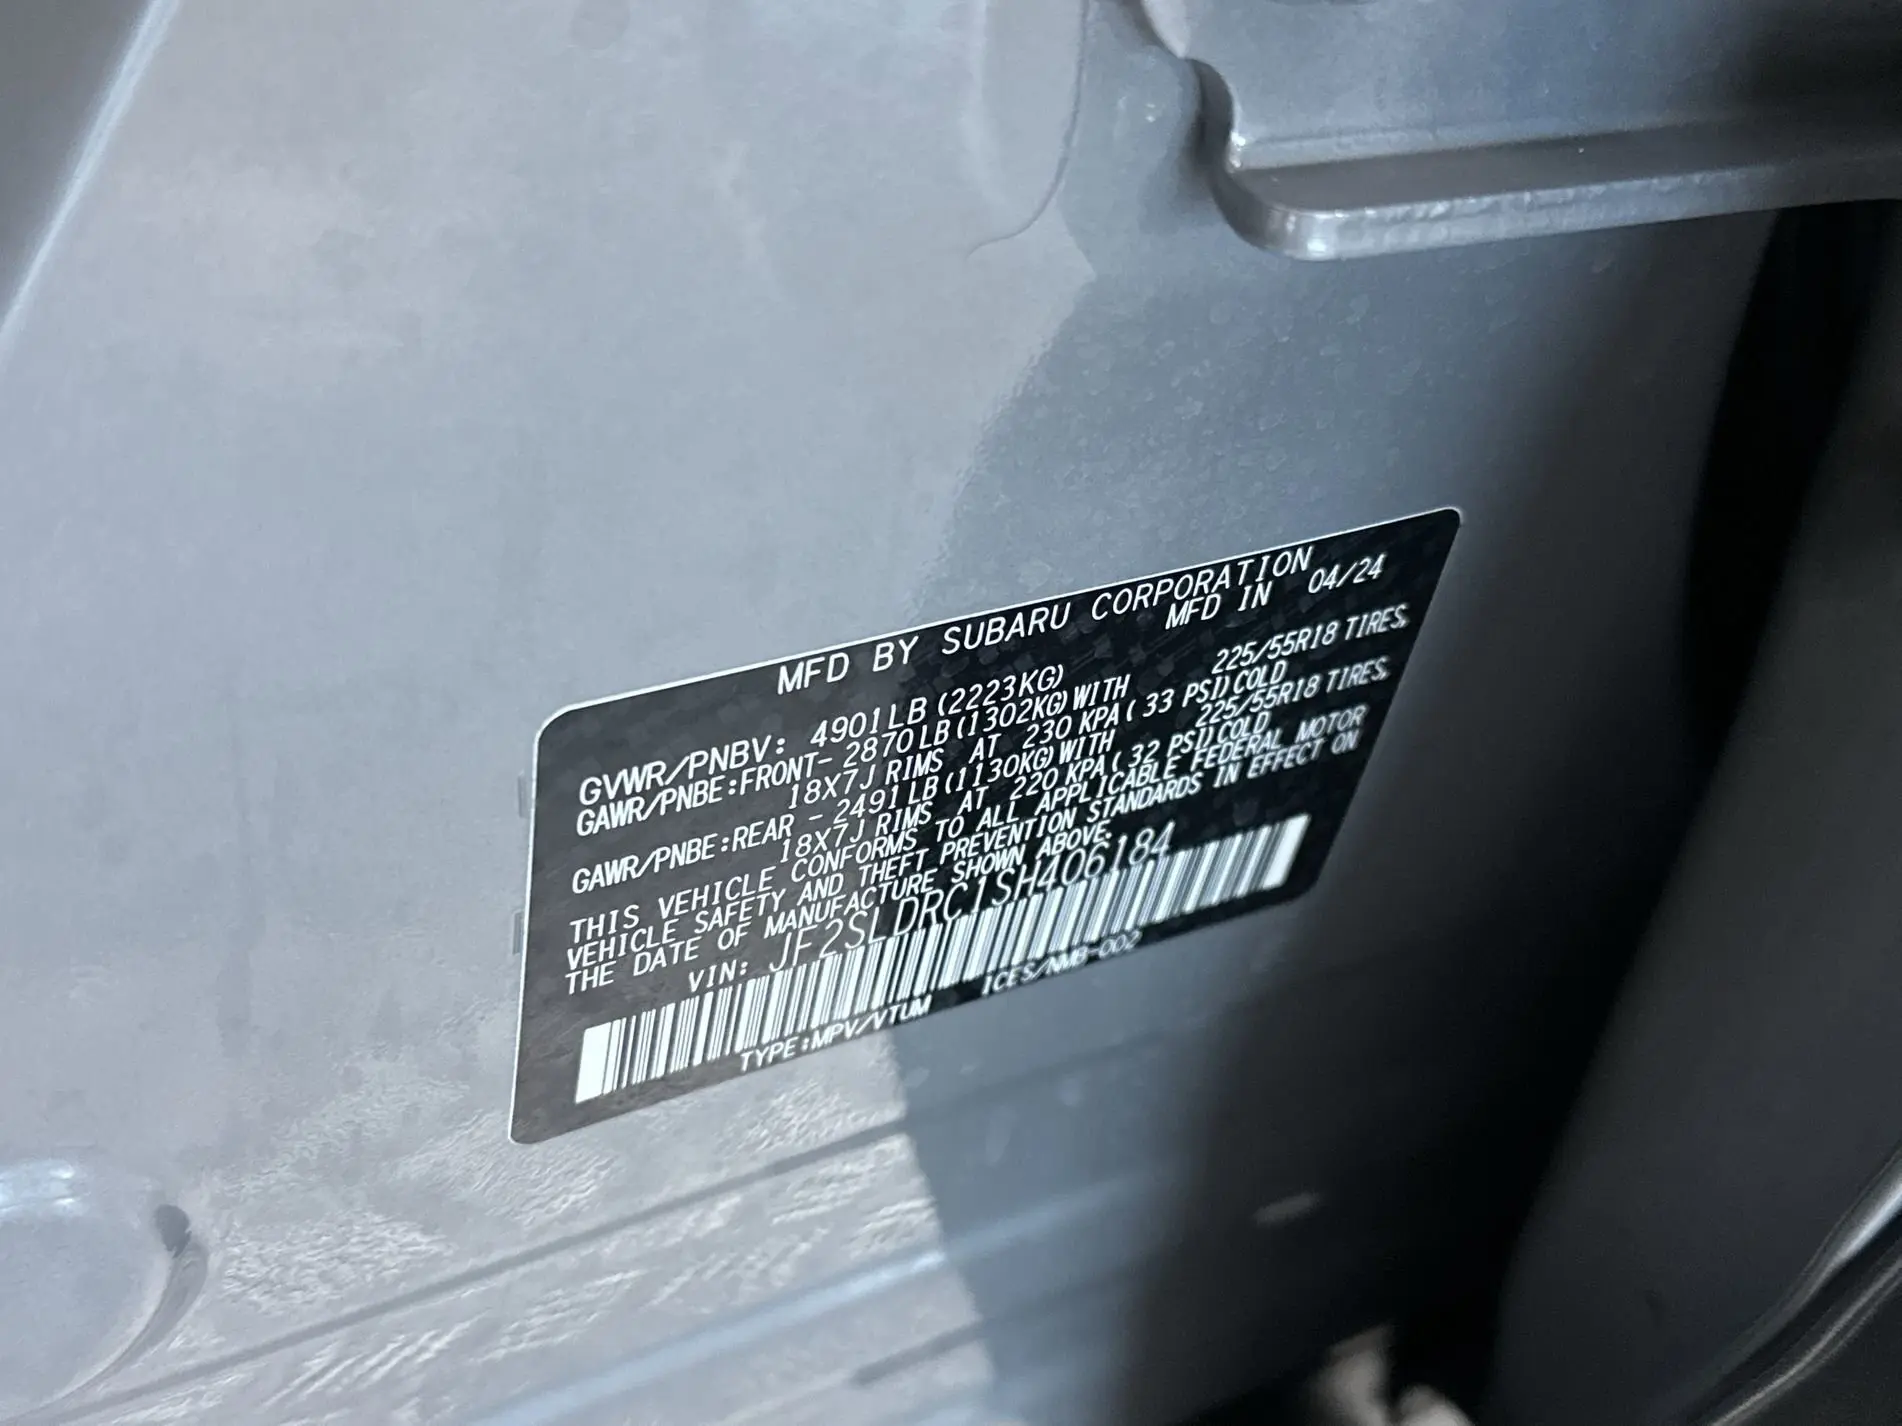 MFD BY SUBARU CORPORATION
MFD IN 04/24
GVWR/PNBV: 4901LB (2223KG)
GAWR/PNBE:FRONT- 2870LB (1302KG)WITH 225/55R18 TIRES,
18X7J RIMS AT 230 KPA ( 33 PSI)COLD
GAWR/PNBE:REAR - 2491LB (1130KG)WITH 225/55R18 TIRES,
18X7J RIMS AT 220 KPA ( 32 PSI)COLD
THIS VEHICLE CONFORMS TO ALL APPLICABLE FEDERAL MOTOR
VEHICLE SAFETY AND THEFT PREVENTION STANDARDS IN EFFECT ON
THE DATE OF MANUFACTURE SHOWN ABOVE.
VIN: JF2SLDRC1SH406184
TYPE:MPV/VTUM ICES/NMB-002